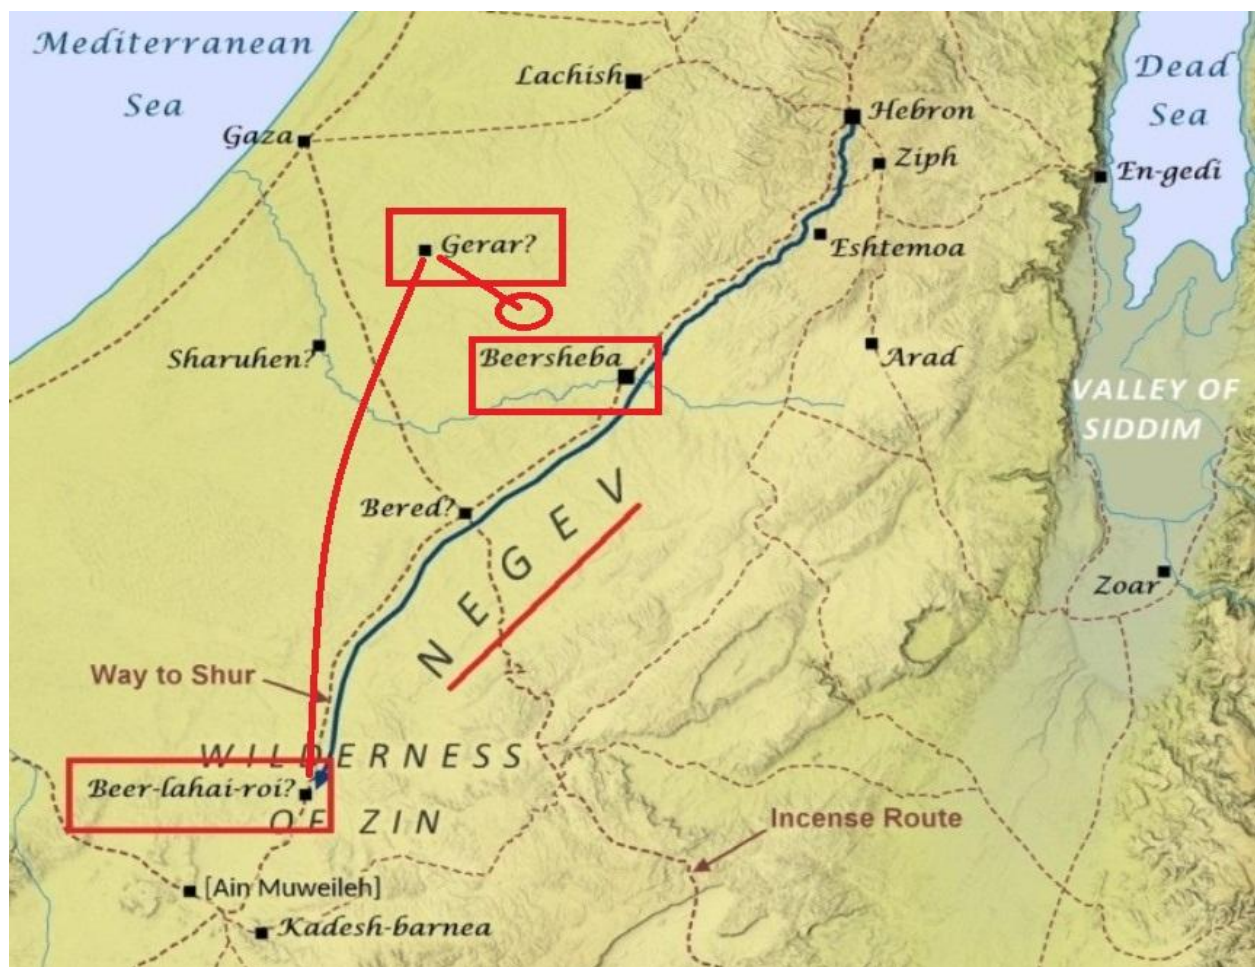 Mediterranean
Sea
Dead
Sea
Lachish
Hebron
Gaza
Ziph
En-gedi
Gerar?
Eshtemoa
Sharuhen?
Beersheba
Arad
VALLEY OF
SIDDIM
Bered?
NEGEV
Zoar
Way to Shur
WILDERNESS
OF ZIN
Beer-lahai-roi?
Incense Route
[Ain Muweileh]
Kadesh-barnea